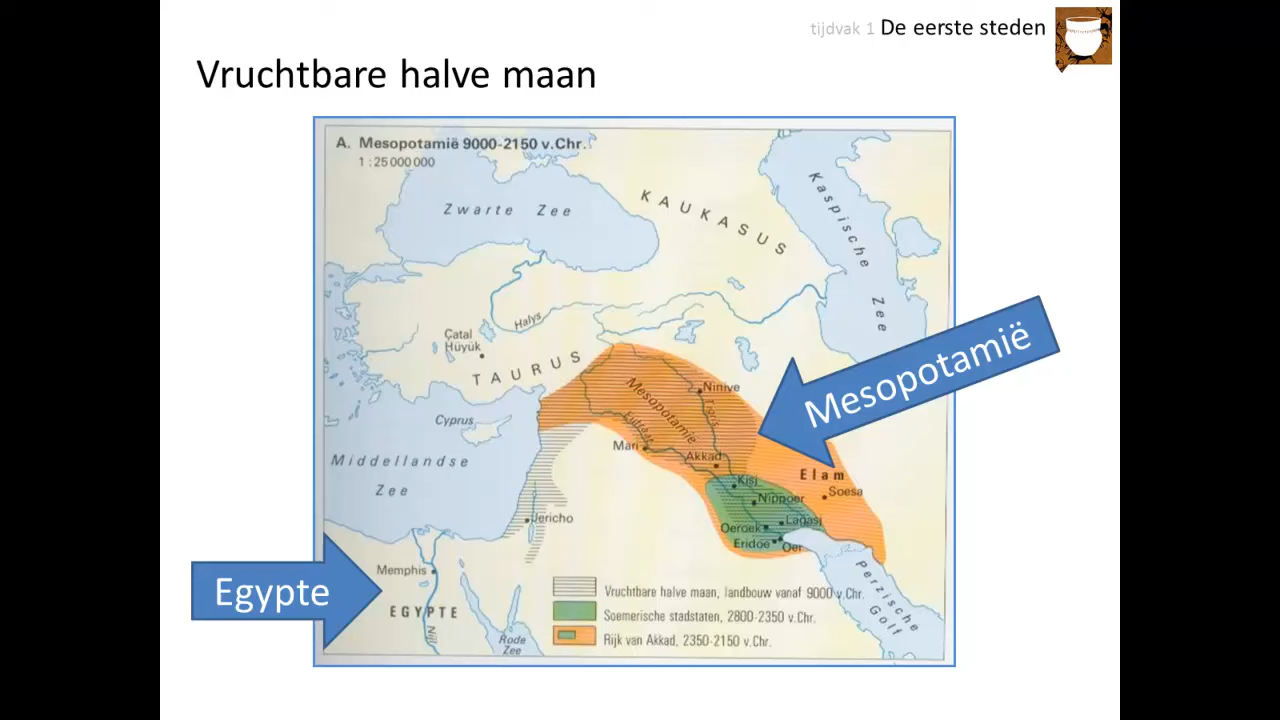 tijdvak 1 De eerste steden
Vruchtbare halve maan
A. Mesopotamië 9000-2150 v.Chr.
1 : 25 000 000
Zwarte Zee
KAUKASUS
Kaspische Zee
Halys
Çatal
Hüyük
TAURUS
Ninive
Mesopotamië
Tigris
Eufraat
Mesopotamië
Cyprus
Mari
Akkad
Middellandse
Zee
Elam
Kisj
Soesa
Nippoer
Jericho
Lagasj
Oeroek
Eridoe
Oer
Memphis
Egypte
EGYPTE
Nijl
Rode
Zee
Perzische
Golf
Vruchtbare halve maan, landbouw vanaf 9000 v.Chr.
Soemerische stadstaten, 2800-2350 v.Chr.
Rijk van Akkad, 2350-2150 v.Chr.